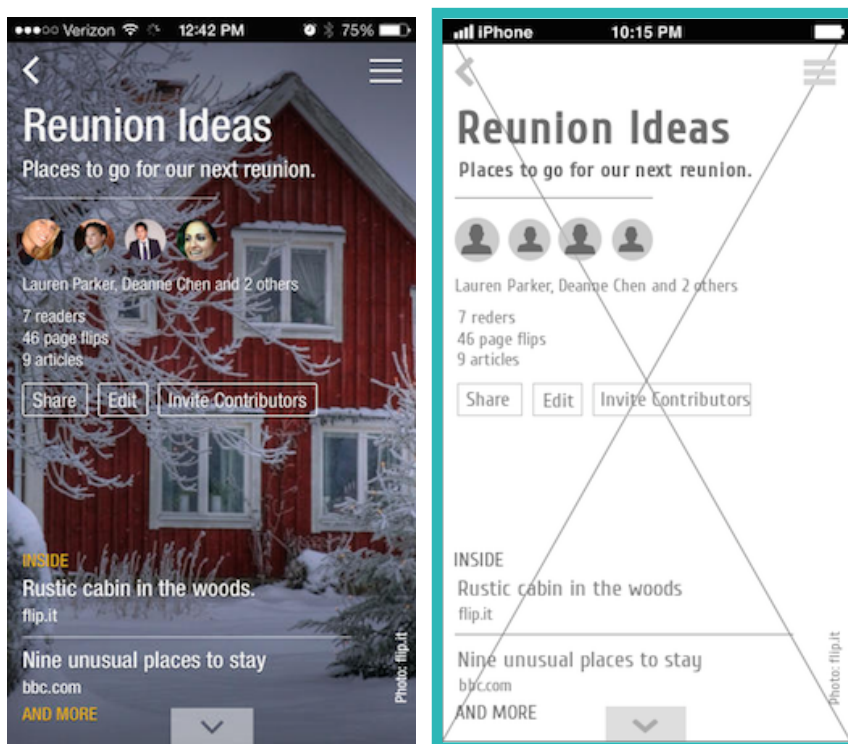 Verizon 12:42 PM 75%
Reunion Ideas
Places to go for our next reunion.
Lauren Parker, Deanne Chen and 2 others
7 readers
46 page flips
9 articles
Share Edit Invite Contributors
INSIDE
Rustic cabin in the woods.
flip.it
Nine unusual places to stay
bbc.com
AND MORE
Photo: flip.it
iPhone 10:15 PM
Reunion Ideas
Places to go for our next reunion.
Lauren Parker, Deanne Chen and 2 others
7 reders
46 page flips
9 articles
Share Edit Invite Contributors
INSIDE
Rustic cabin in the woods
flip.it
Nine unusual places to stay
bbc.com
AND MORE
Photo: flip.it